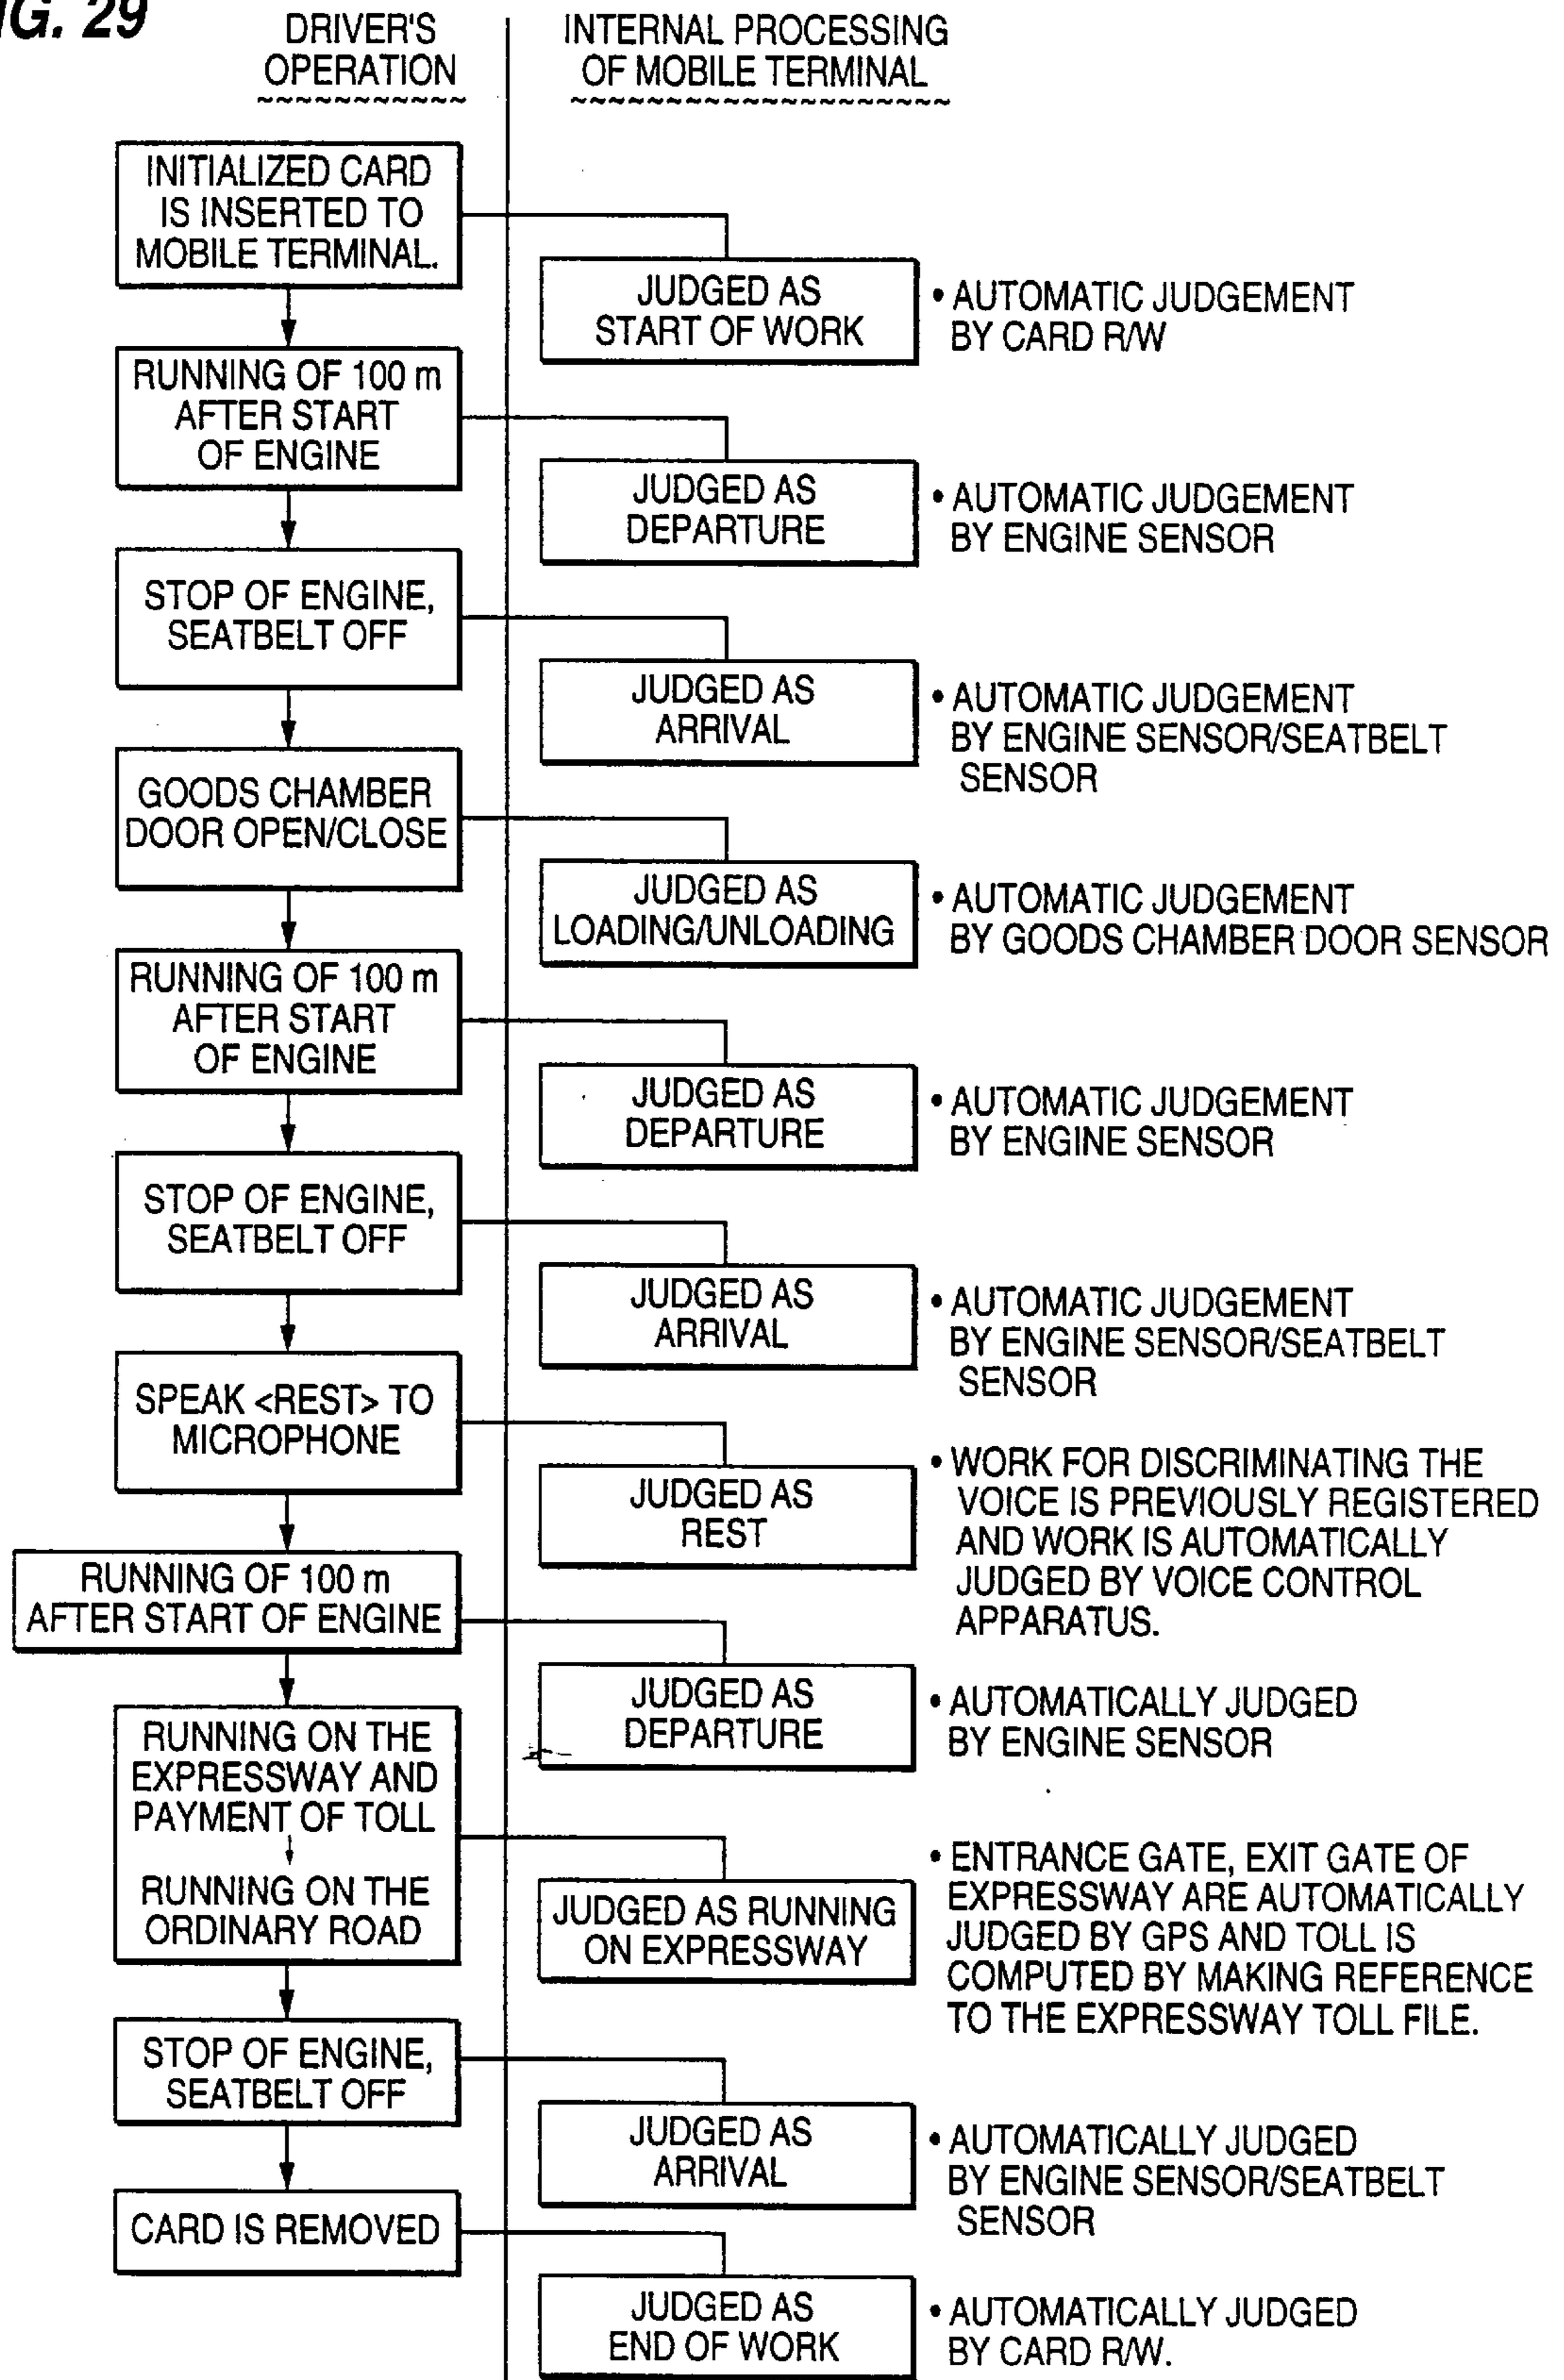 IG. 29
DRIVER'S
OPERATION
INTERNAL PROCESSING
OF MOBILE TERMINAL
INITIALIZED CARD
IS INSERTED TO
MOBILE TERMINAL.
JUDGED AS
START OF WORK
• AUTOMATIC JUDGEMENT
BY CARD R/W
RUNNING OF 100 m
AFTER START
OF ENGINE
JUDGED AS
DEPARTURE
• AUTOMATIC JUDGEMENT
BY ENGINE SENSOR
STOP OF ENGINE,
SEATBELT OFF
JUDGED AS
ARRIVAL
• AUTOMATIC JUDGEMENT
BY ENGINE SENSOR/SEATBELT
SENSOR
GOODS CHAMBER
DOOR OPEN/CLOSE
JUDGED AS
LOADING/UNLOADING
• AUTOMATIC JUDGEMENT
BY GOODS CHAMBER DOOR SENSOR
RUNNING OF 100 m
AFTER START
OF ENGINE
JUDGED AS
DEPARTURE
• AUTOMATIC JUDGEMENT
BY ENGINE SENSOR
STOP OF ENGINE,
SEATBELT OFF
JUDGED AS
ARRIVAL
• AUTOMATIC JUDGEMENT
BY ENGINE SENSOR/SEATBELT
SENSOR
SPEAK <REST> TO
MICROPHONE
JUDGED AS
REST
• WORK FOR DISCRIMINATING THE
VOICE IS PREVIOUSLY REGISTERED
AND WORK IS AUTOMATICALLY
JUDGED BY VOICE CONTROL
APPARATUS.
RUNNING OF 100 m
AFTER START OF ENGINE
JUDGED AS
DEPARTURE
• AUTOMATICALLY JUDGED
BY ENGINE SENSOR
RUNNING ON THE
EXPRESSWAY AND
PAYMENT OF TOLL
RUNNING ON THE
ORDINARY ROAD
JUDGED AS RUNNING
ON EXPRESSWAY
• ENTRANCE GATE, EXIT GATE OF
EXPRESSWAY ARE AUTOMATICALLY
JUDGED BY GPS AND TOLL IS
COMPUTED BY MAKING REFERENCE
TO THE EXPRESSWAY TOLL FILE.
STOP OF ENGINE,
SEATBELT OFF
JUDGED AS
ARRIVAL
• AUTOMATICALLY JUDGED
BY ENGINE SENSOR/SEATBELT
SENSOR
CARD IS REMOVED
JUDGED AS
END OF WORK
• AUTOMATICALLY JUDGED
BY CARD R/W.